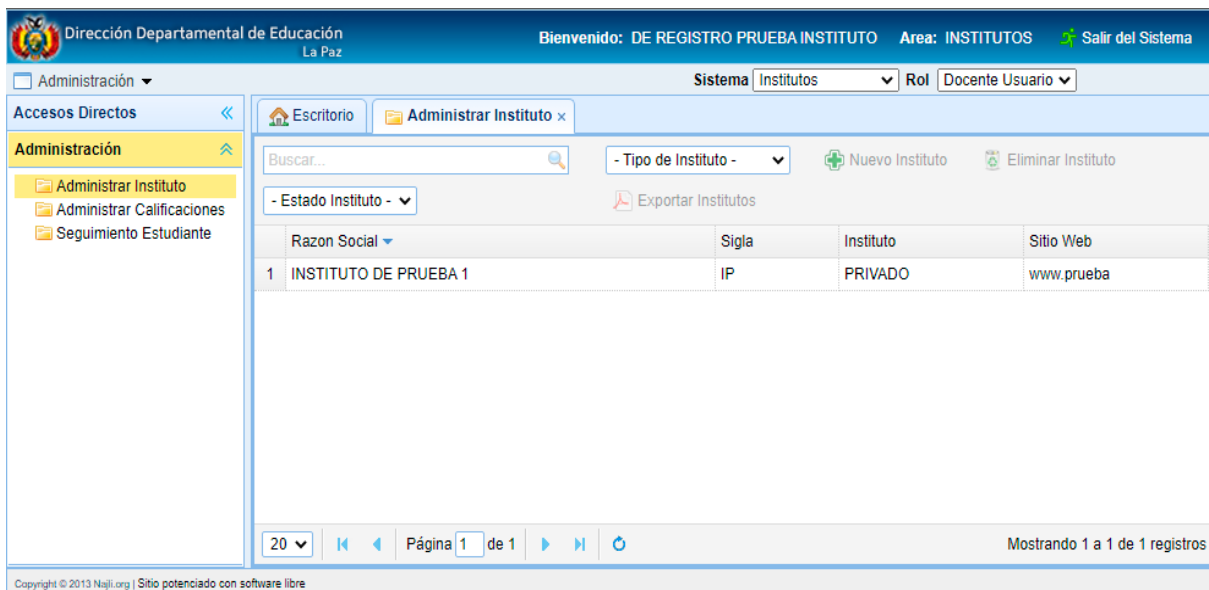 Dirección Departamental de Educación
La Paz
Bienvenido: DE REGISTRO PRUEBA INSTITUTO Area: INSTITUTOS Salir del Sistema
Administración
Sistema Institutos Rol Docente Usuario
Accesos Directos
Administración
Administrar Instituto
Administrar Calificaciones
Seguimiento Estudiante
Escritorio Administrar Instituto ×
Buscar... - Tipo de Instituto - Nuevo Instituto Eliminar Instituto
- Estado Instituto - Exportar Institutos
Razon Social Sigla Instituto Sitio Web
1 INSTITUTO DE PRUEBA 1 IP PRIVADO www.prueba
20 Página 1 de 1 Mostrando 1 a 1 de 1 registros
Copyright © 2013 Najli.org | Sitio potenciado con software libre